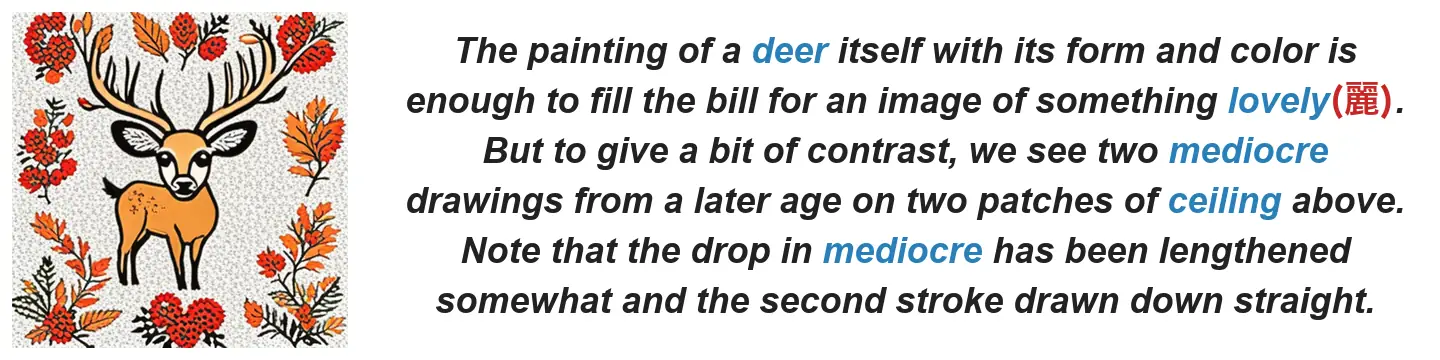 The painting of a deer itself with its form and color is
enough to fill the bill for an image of something lovely(麗).
But to give a bit of contrast, we see two mediocre
drawings from a later age on two patches of ceiling above.
Note that the drop in mediocre has been lengthened
somewhat and the second stroke drawn down straight.